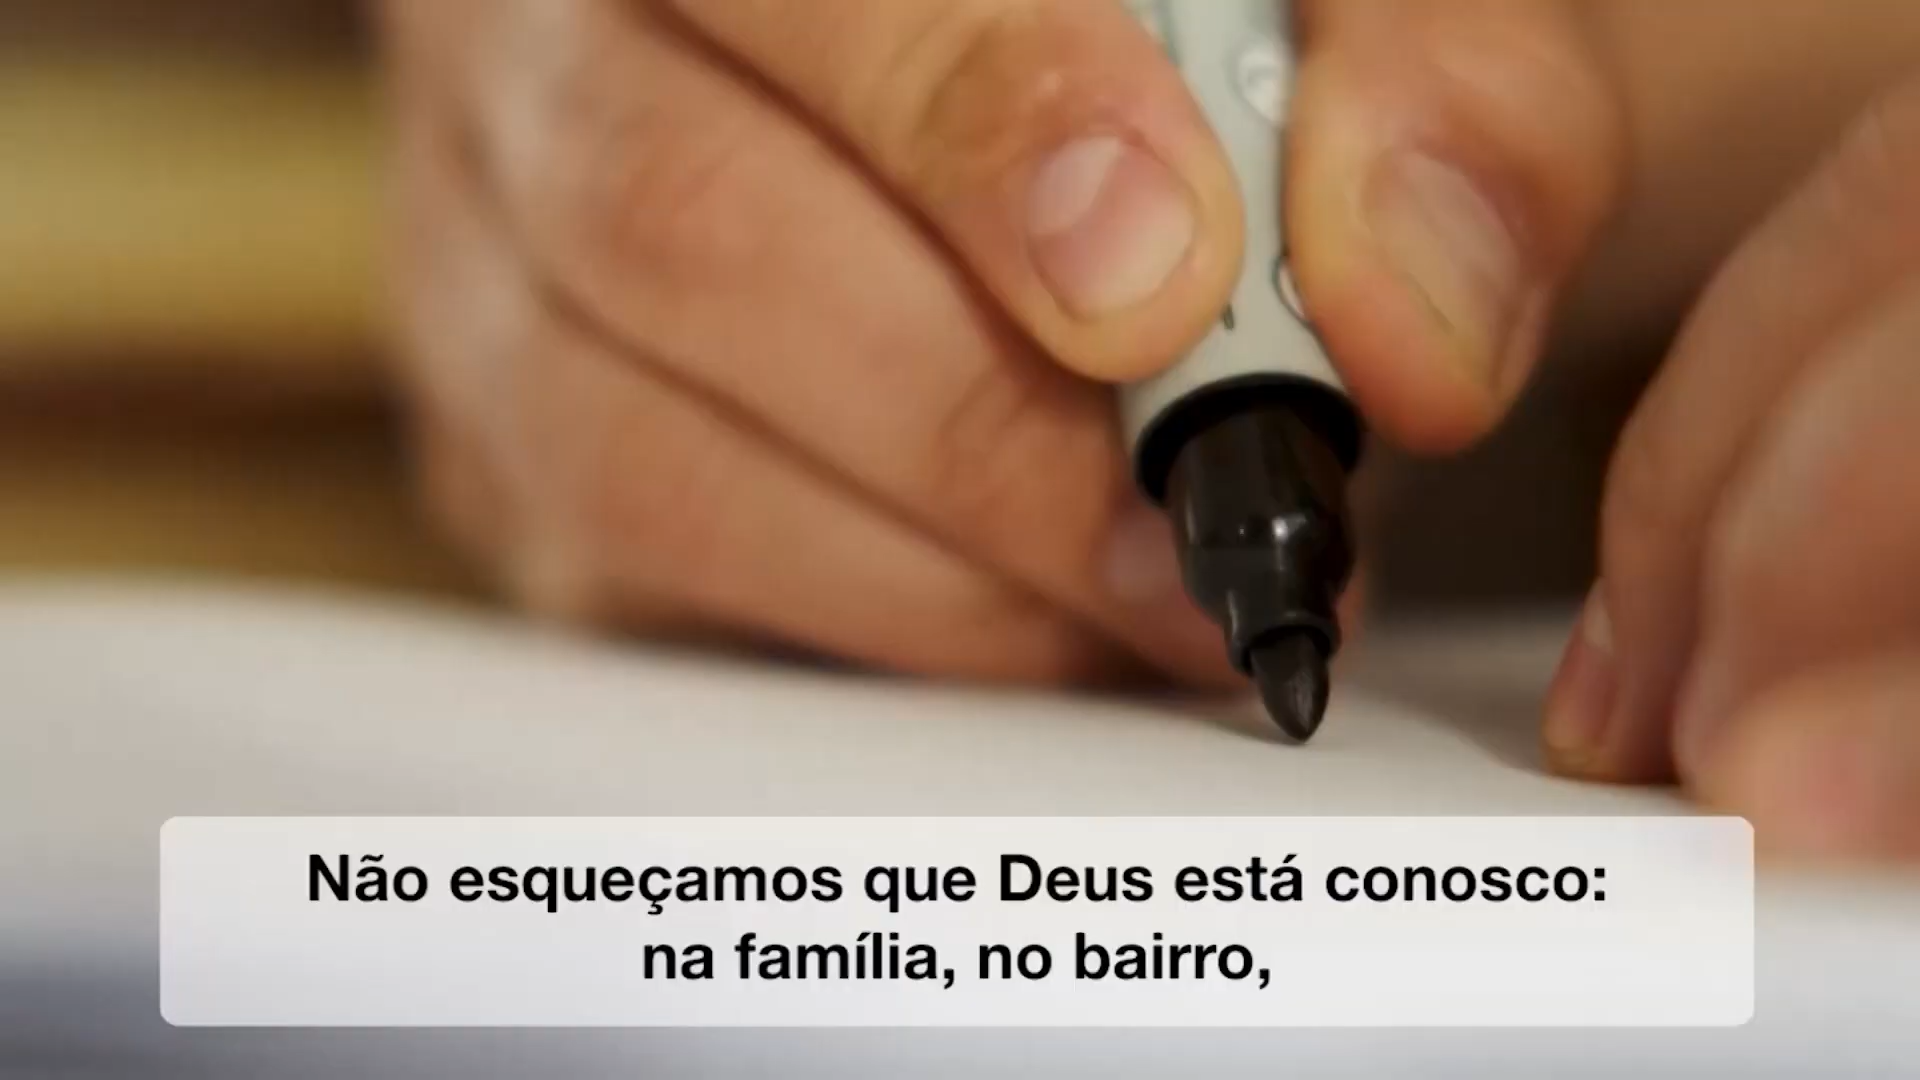 Não esqueçamos que Deus está conosco:
na família, no bairro,